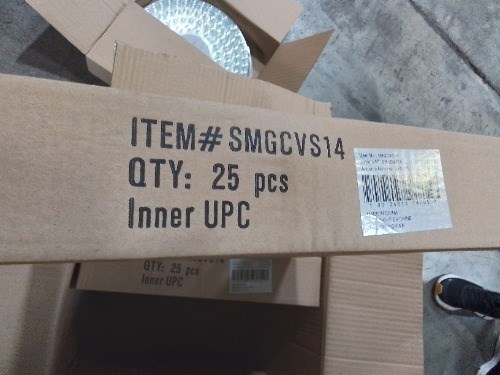 ITEM# SMGCVS14
QTY: 25 pcs
Inner UPC
QTY: 25 pcs
Inner UPC